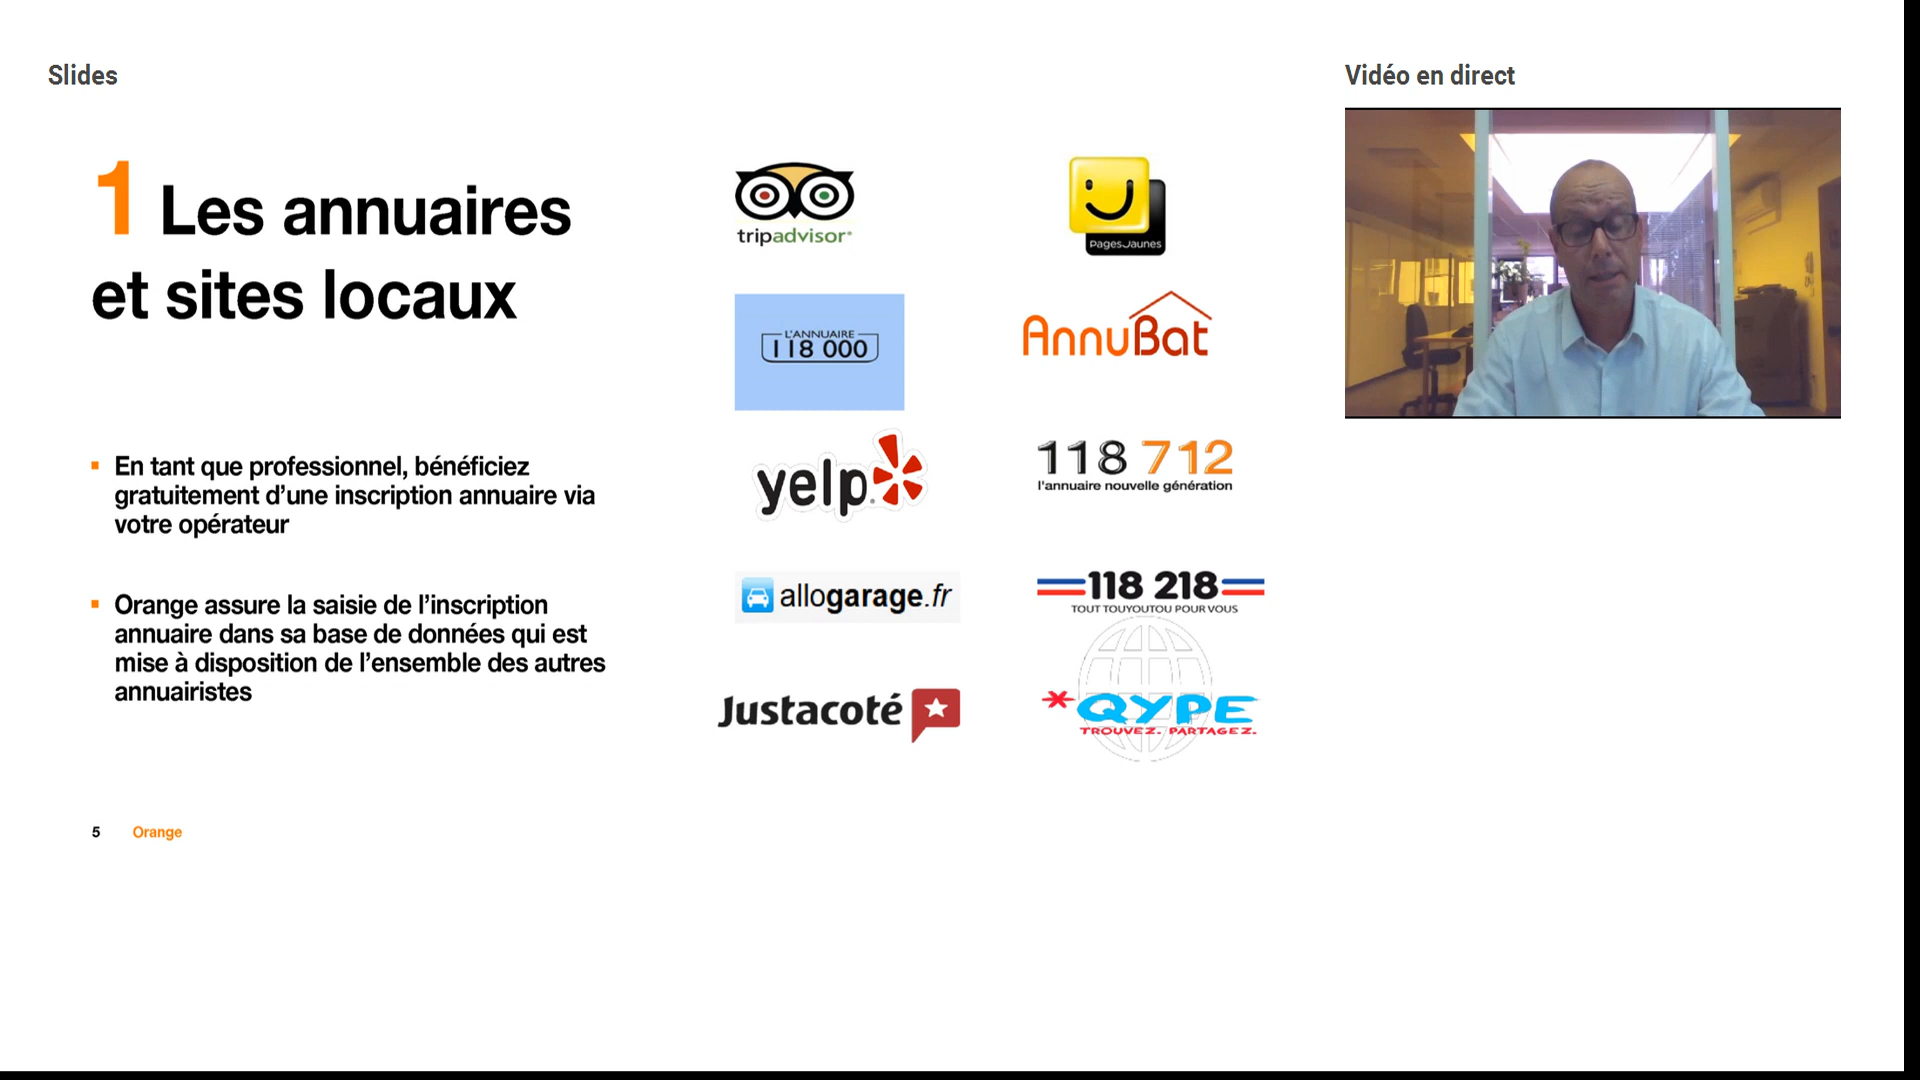 Slides
Vidéo en direct
1 Les annuaires
et sites locaux
En tant que professionnel, bénéficiez
gratuitement d’une inscription annuaire via
votre opérateur
Orange assure la saisie de l’inscription
annuaire dans sa base de données qui est
mise à disposition de l’ensemble des autres
annuairistes
tripadvisor®
PagesJaunes
L'ANNUAIRE
118 000
AnnuBat
yelp
118 712
l'annuaire nouvelle génération
allogarage.fr
118 218
TOUT TOUYOUTOU POUR VOUS
Justacoté
*QYPE
TROUVEZ. PARTAGEZ.
5 Orange